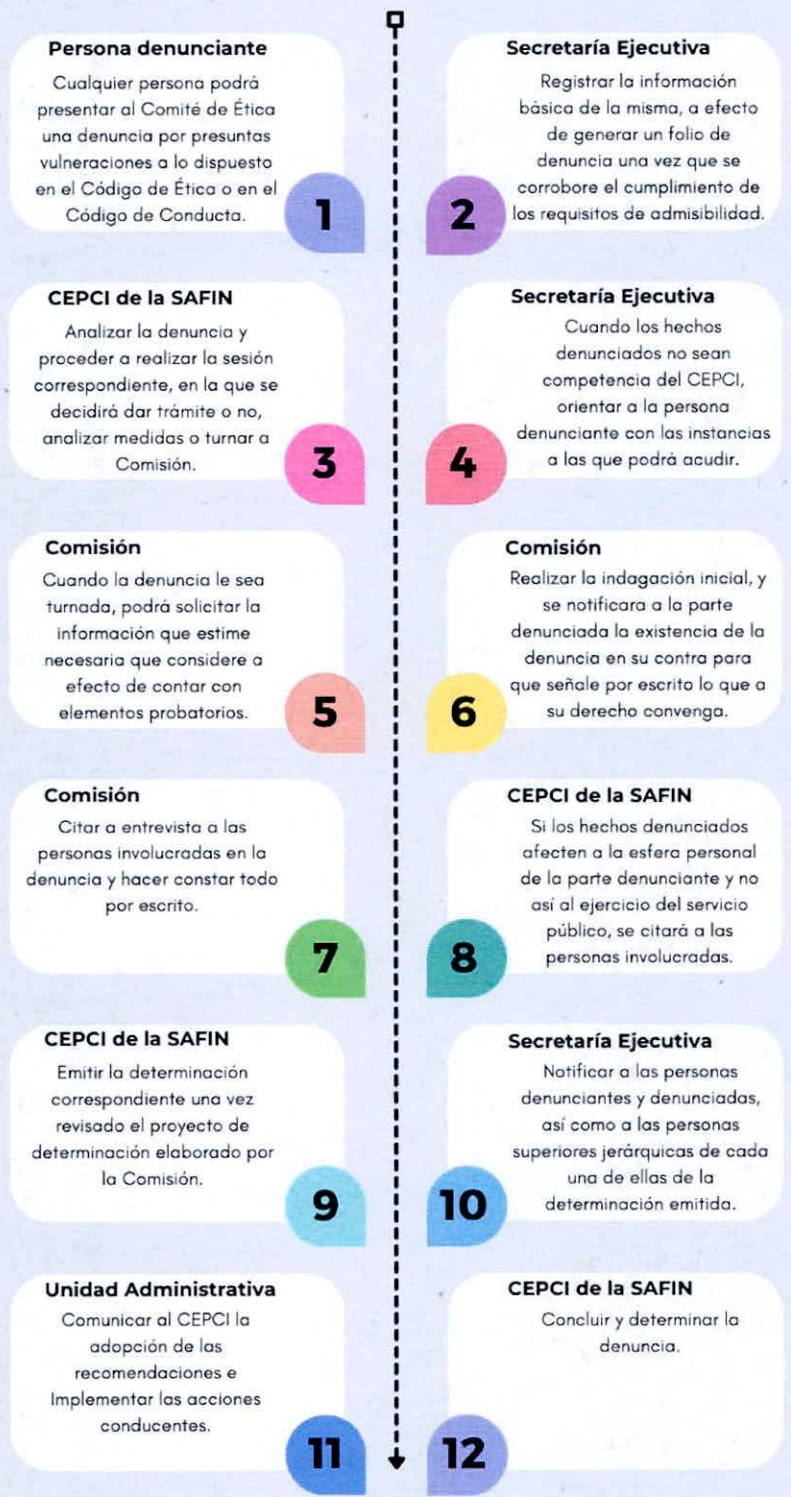 Persona denunciante
Cualquier persona podrá
presentar al Comité de Ética
una denuncia por presuntas
vulneraciones a lo dispuesto
en el Código de Ética o en el
Código de Conducta.
1
Secretaría Ejecutiva
Registrar la información
básica de la misma, a efecto
de generar un folio de
denuncia una vez que se
corrobore el cumplimiento de
los requisitos de admisibilidad.
2
CEPCI de la SAFIN
Analizar la denuncia y
proceder a realizar la sesión
correspondiente, en la que se
decidirá dar trámite o no,
analizar medidas o turnar a
Comisión.
3
Secretaría Ejecutiva
Cuando los hechos
denunciados no sean
competencia del CEPCI,
orientar a la persona
denunciante con las instancias
a las que podrá acudir.
4
Comisión
Cuando la denuncia le sea
turnada, podrá solicitar la
información que estime
necesaria que considere a
efecto de contar con
elementos probatorios.
5
Comisión
Realizar la indagación inicial, y
se notificara a la parte
denunciada la existencia de la
denuncia en su contra para
que señale por escrito lo que a
su derecho convenga.
6
Comisión
Citar a entrevista a las
personas involucradas en la
denuncia y hacer constar todo
por escrito.
7
CEPCI de la SAFIN
Si los hechos denunciados
afecten a la esfera personal
de la parte denunciante y no
así al ejercicio del servicio
público, se citará a las
personas involucradas.
8
CEPCI de la SAFIN
Emitir la determinación
correspondiente una vez
revisado el proyecto de
determinación elaborado por
la Comisión.
9
Secretaría Ejecutiva
Notificar a las personas
denunciantes y denunciadas,
así como a las personas
superiores jerárquicas de cada
una de ellas de la
determinación emitida.
10
Unidad Administrativa
Comunicar al CEPCI la
adopción de las
recomendaciones e
Implementar las acciones
conducentes.
11
CEPCI de la SAFIN
Concluir y determinar la
denuncia.
12